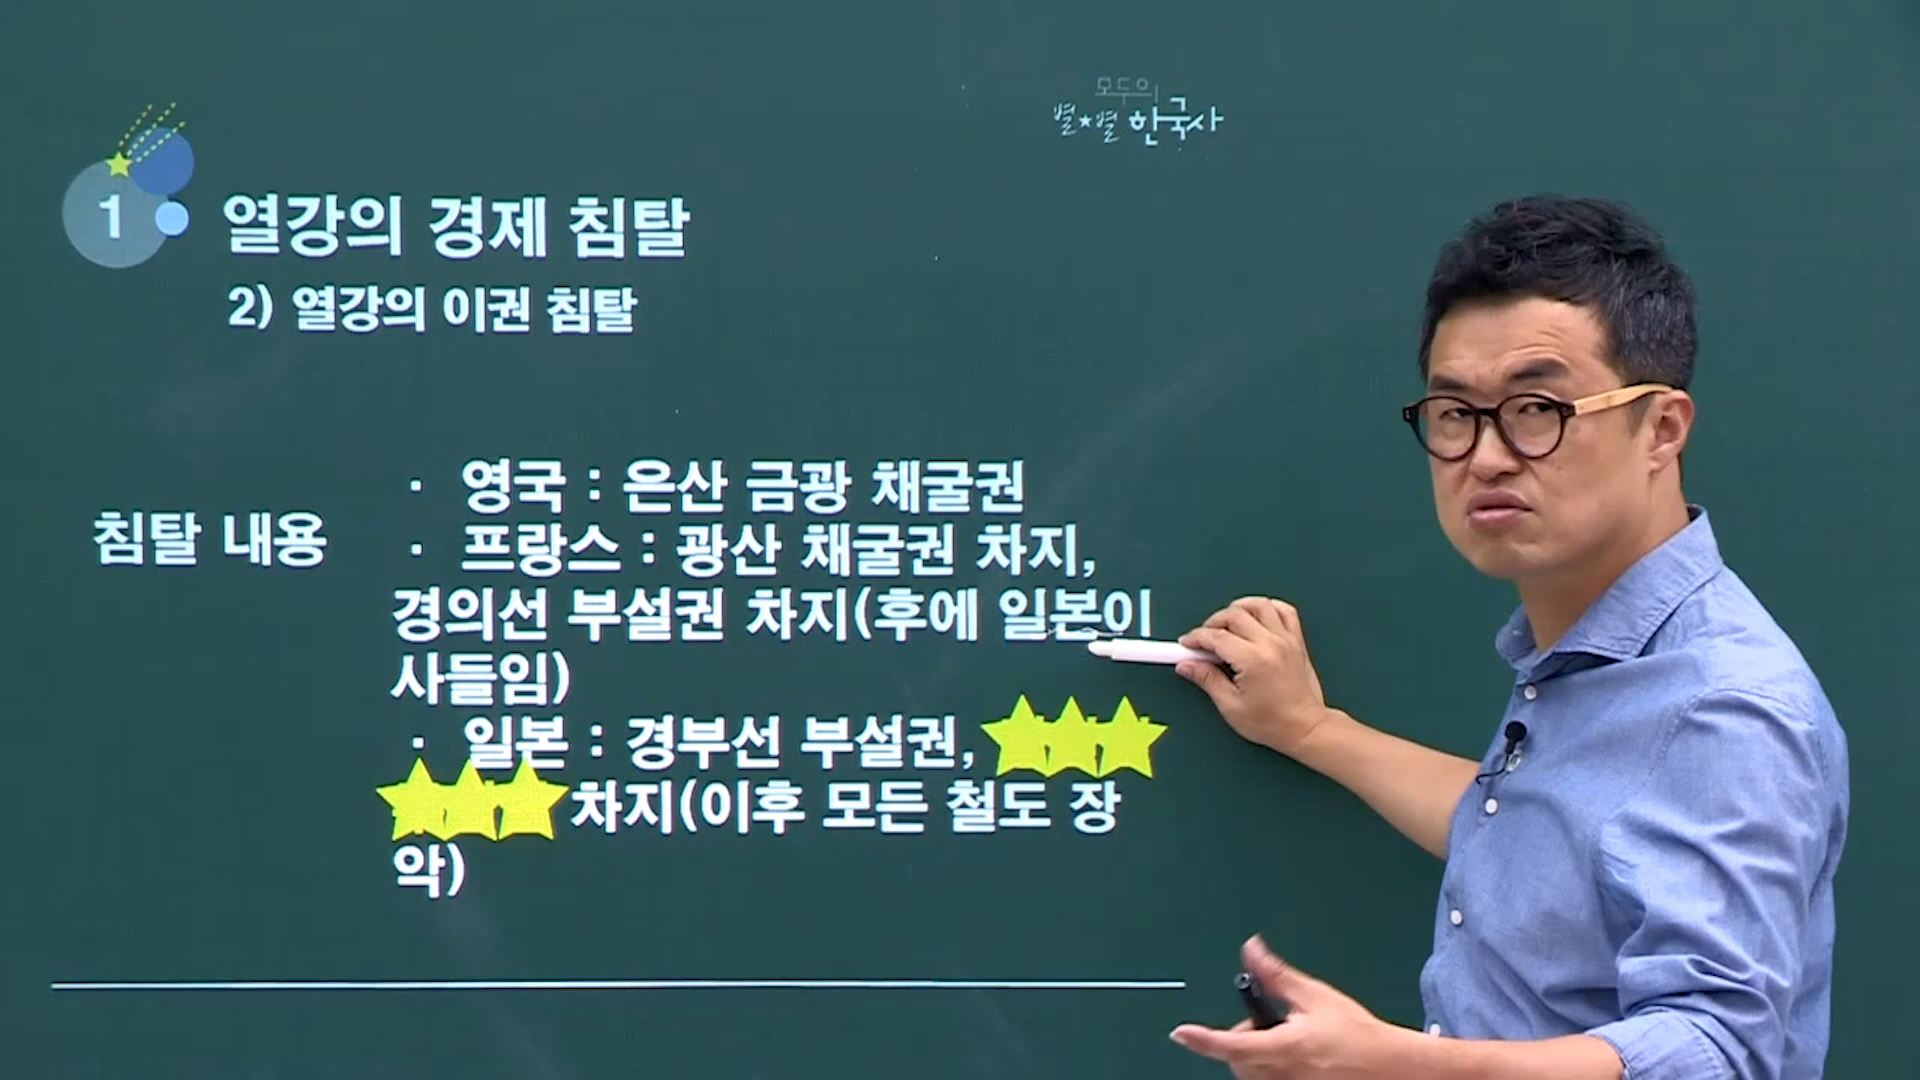 모두의
별★별 한국사
1 열강의 경제 침탈
2) 열강의 이권 침탈
침탈 내용
· 영국 : 은산 금광 채굴권
· 프랑스 : 광산 채굴권 차지,
경의선 부설권 차지(후에 일본이
사들임)
· 일본 : 경부선 부설권,
차지(이후 모든 철도 장
악)